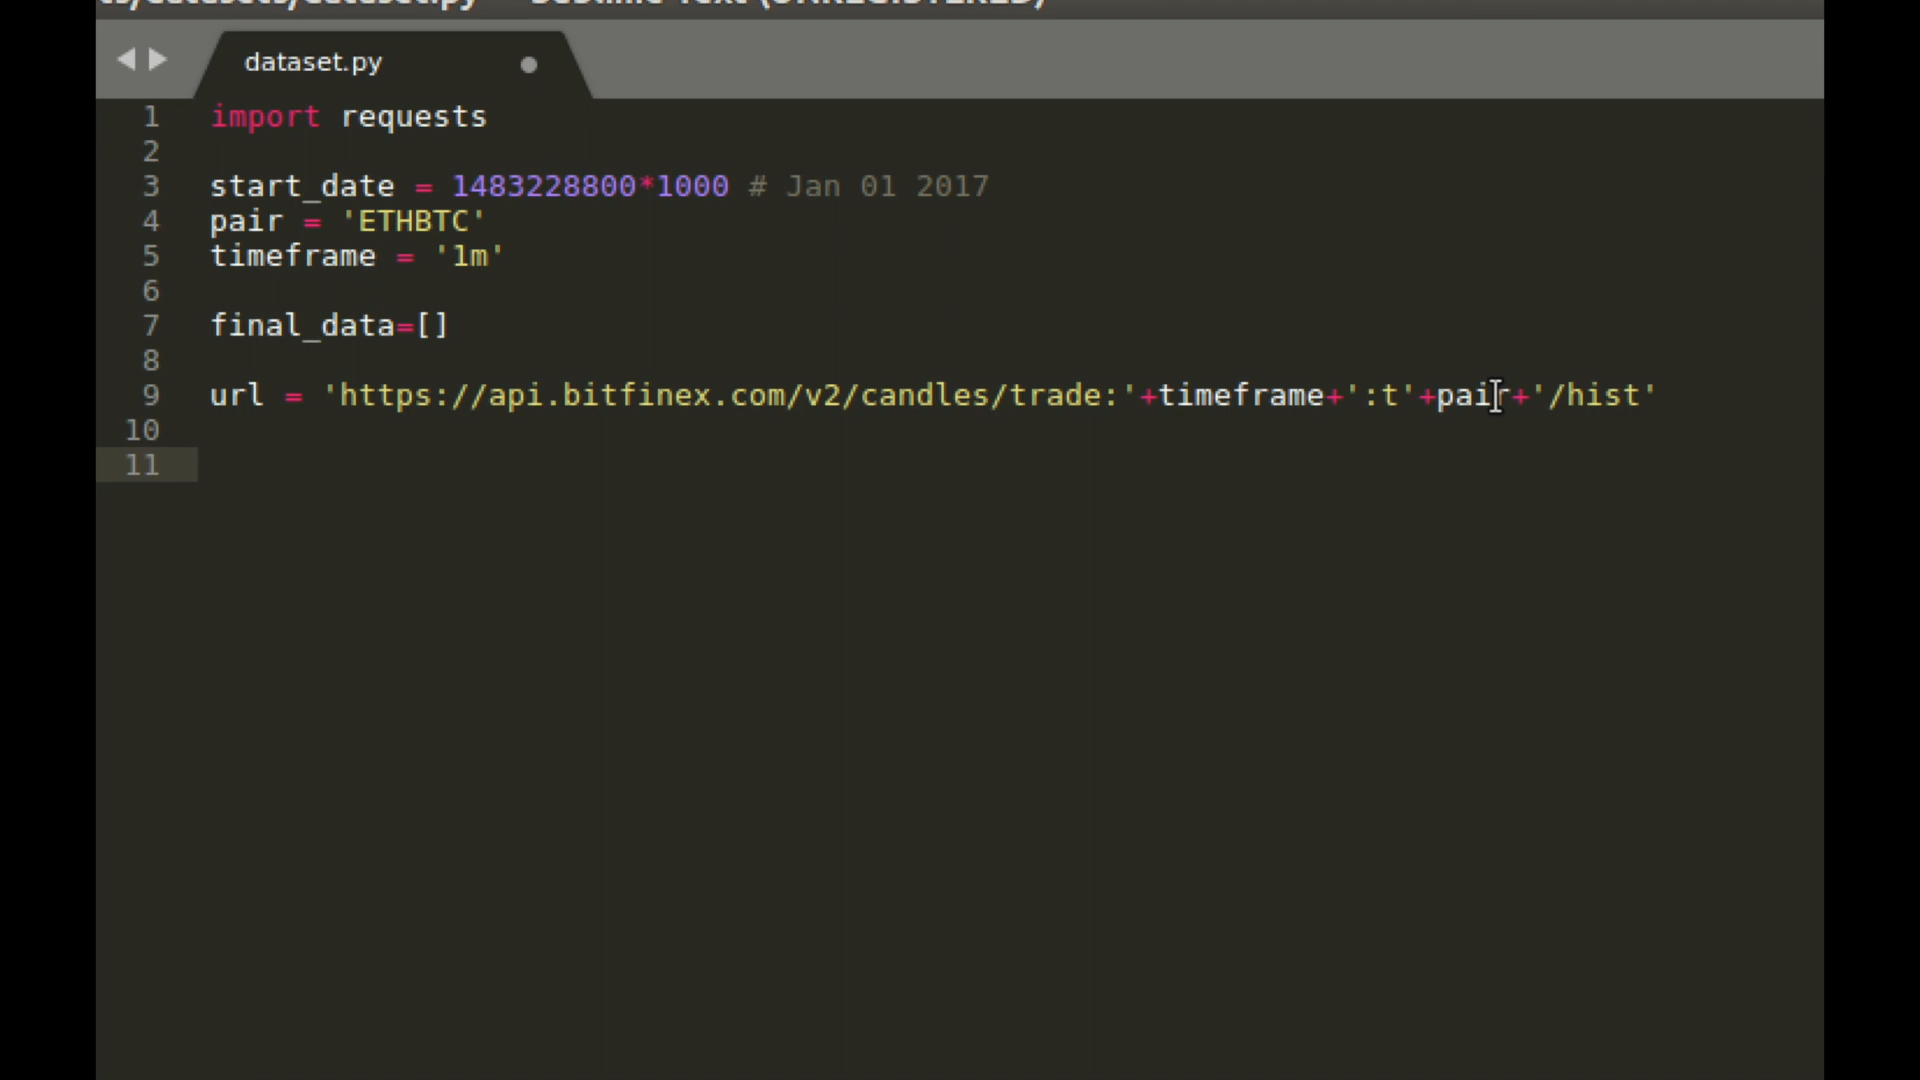 dataset.py
1 import requests
2
3 start_date = 1483228800*1000 # Jan 01 2017
4 pair = 'ETHBTC'
5 timeframe = '1m'
6
7 final_data=[]
8
9 url = 'https://api.bitfinex.com/v2/candles/trade:'+timeframe+':t'+pair+'/hist'
10
11